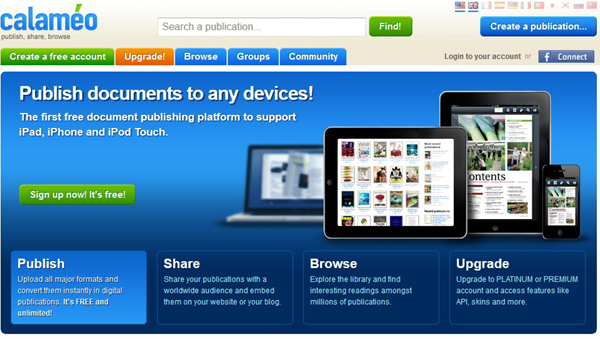 calaméo
publish, share, browse
Search a publication...
Find!
Create a publication...
Create a free account
Upgrade!
Browse
Groups
Community
Login to your account or
f Connect
Publish documents to any devices!
The first free document publishing platform to support
iPad, iPhone and iPod Touch.
Sign up now! It's free!
Contents
Publish
Upload all major formats and
convert them instantly in digital
publications. It's FREE and
unlimited!
Share
Share your publications with a
worldwide audience and embed
them on your website or your blog.
Browse
Explore the library and find
interesting readings amongst
millions of publications.
Upgrade
Upgrade to PLATINUM or PREMIUM
account and access features like
API, skins and more.